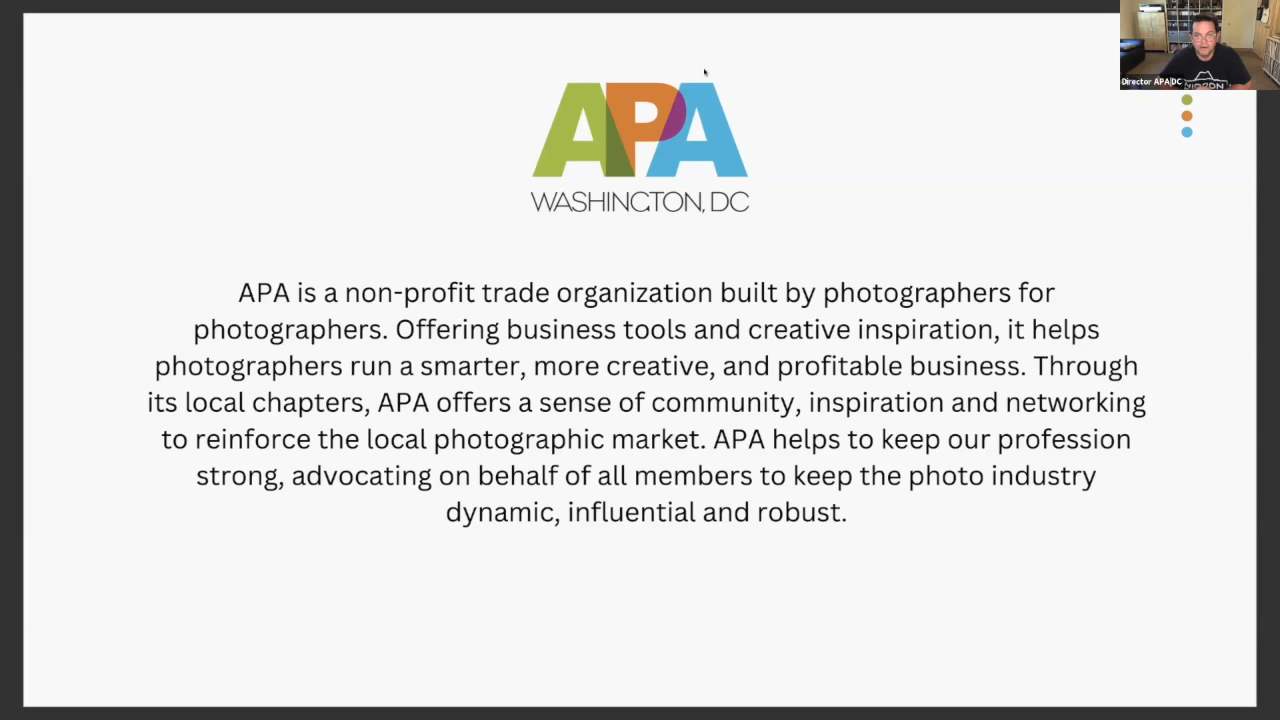 APA
WASHINGTON, DC
Director APA|DC
APA is a non-profit trade organization built by photographers for
photographers. Offering business tools and creative inspiration, it helps
photographers run a smarter, more creative, and profitable business. Through
its local chapters, APA offers a sense of community, inspiration and networking
to reinforce the local photographic market. APA helps to keep our profession
strong, advocating on behalf of all members to keep the photo industry
dynamic, influential and robust.